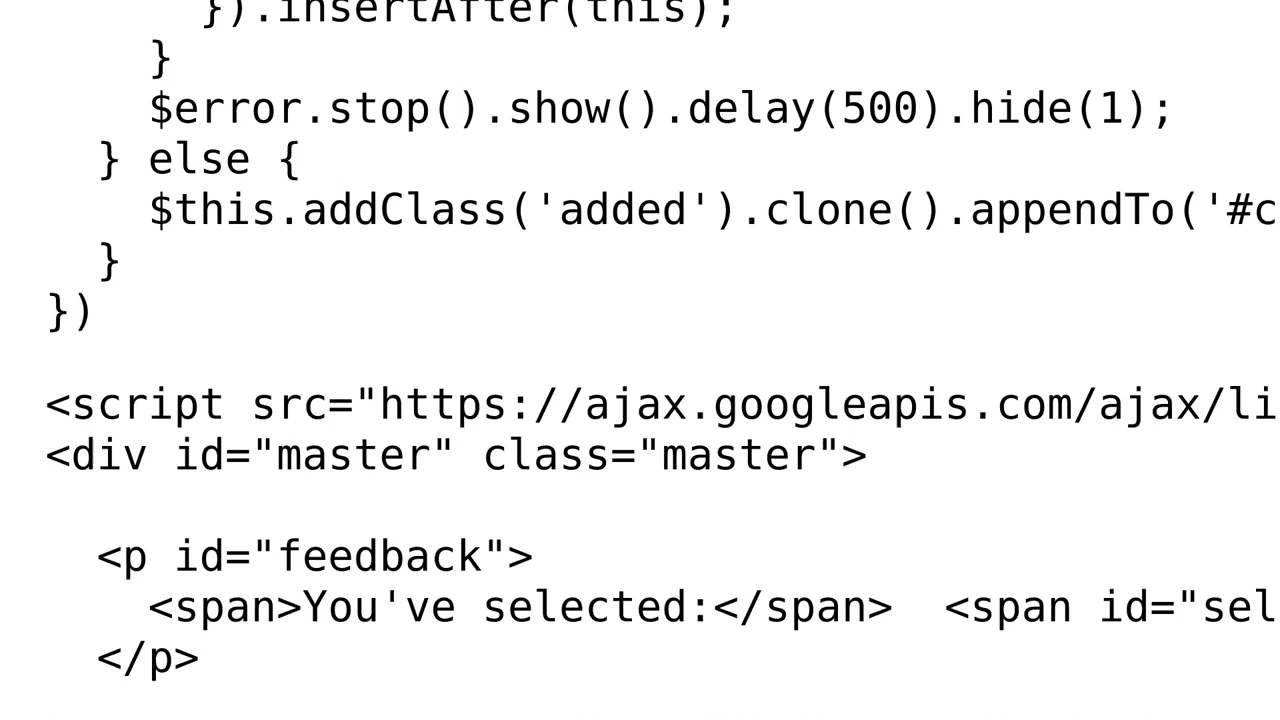 }).insertAfter(this);
}
$error.stop().show().delay(500).hide(1);
} else {
$this.addClass('added').clone().appendTo('#c
}
})
<script src="https://ajax.googleapis.com/ajax/li
<div id="master" class="master">
<p id="feedback">
<span>You've selected:</span>  <span id="sel
</p>